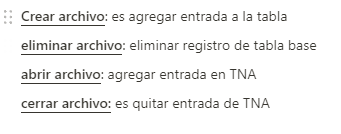 Crear archivo: es agregar entrada a la tabla
eliminar archivo: eliminar registro de tabla base
abrir archivo: agregar entrada en TNA
cerrar archivo: es quitar entrada de TNA